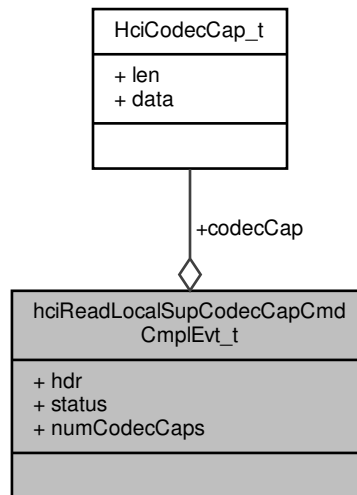 HciCodecCap_t
+ len
+ data
+codecCap
hciReadLocalSupCodecCapCmd
CmplEvt_t
+ hdr
+ status
+ numCodecCaps